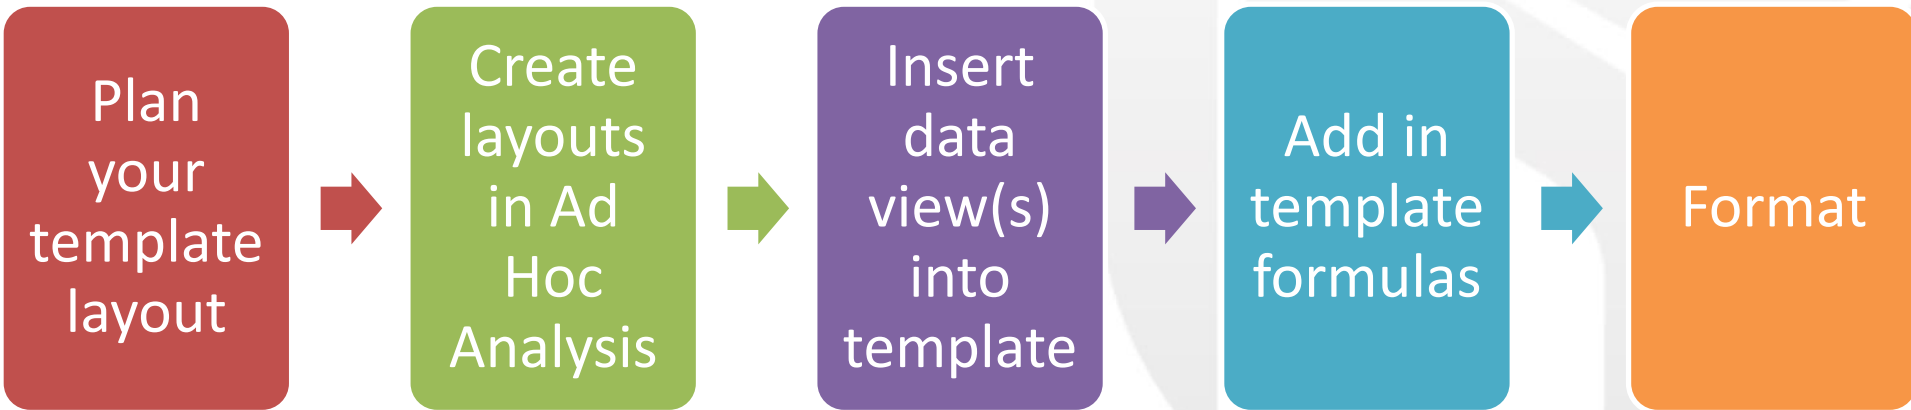 Plan
your
template
layout
Create
layouts
in Ad
Hoc
Analysis
Insert
data
view(s)
into
template
Add in
template
formulas
Format